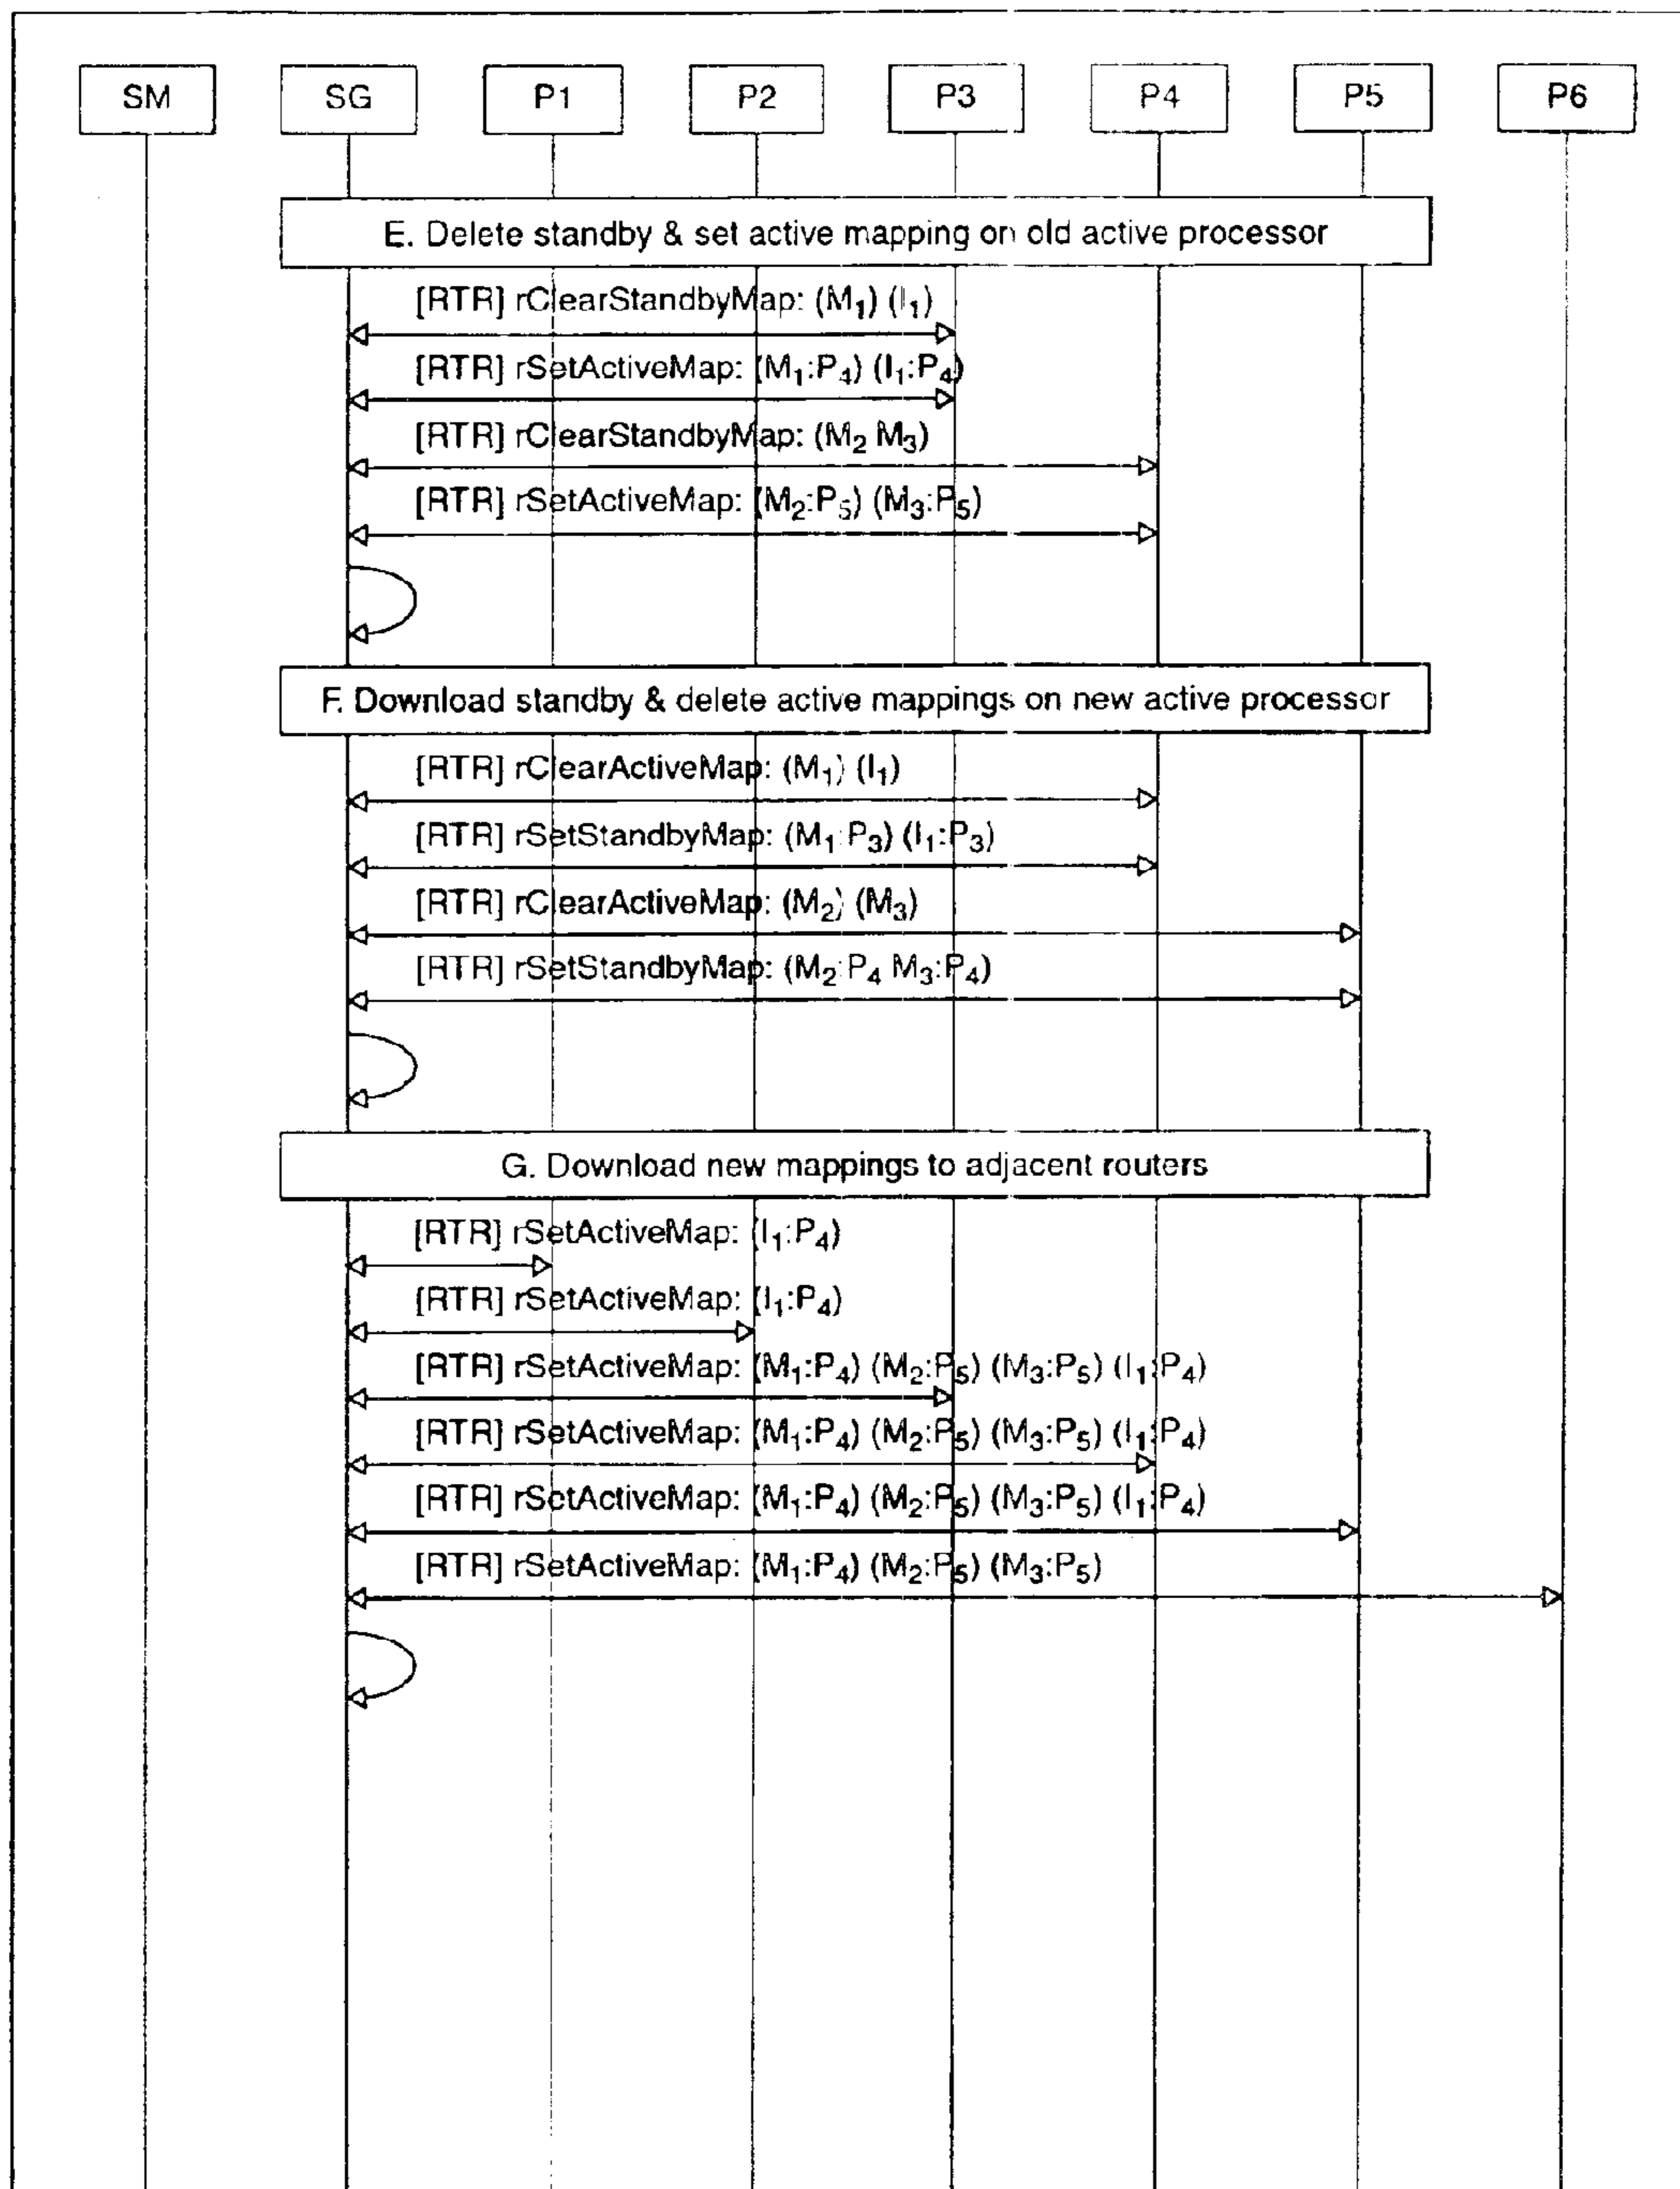 SM SG P1 P2 P3 P4 P5 P6
E. Delete standby & set active mapping on old active processor
[RTR] rClearStandbyMap: (M₁) (I₁)
[RTR] rSetActiveMap: (M₁:P₄) (I₁:P₄)
[RTR] rClearStandbyMap: (M₂ M₃)
[RTR] rSetActiveMap: (M₂:P₅) (M₃:P₅)
F. Download standby & delete active mappings on new active processor
[RTR] rClearActiveMap: (M₁) (I₁)
[RTR] rSetStandbyMap: (M₁:P₃) (I₁:P₃)
[RTR] rClearActiveMap: (M₂) (M₃)
[RTR] rSetStandbyMap: (M₂:P₄ M₃:P₄)
G. Download new mappings to adjacent routers
[RTR] rSetActiveMap: (I₁:P₄)
[RTR] rSetActiveMap: (I₁:P₄)
[RTR] rSetActiveMap: (M₁:P₄) (M₂:P₅) (M₃:P₅) (I₁:P₄)
[RTR] rSetActiveMap: (M₁:P₄) (M₂:P₅) (M₃:P₅) (I₁:P₄)
[RTR] rSetActiveMap: (M₁:P₄) (M₂:P₅) (M₃:P₅) (I₁:P₄)
[RTR] rSetActiveMap: (M₁:P₄) (M₂:P₅) (M₃:P₅)